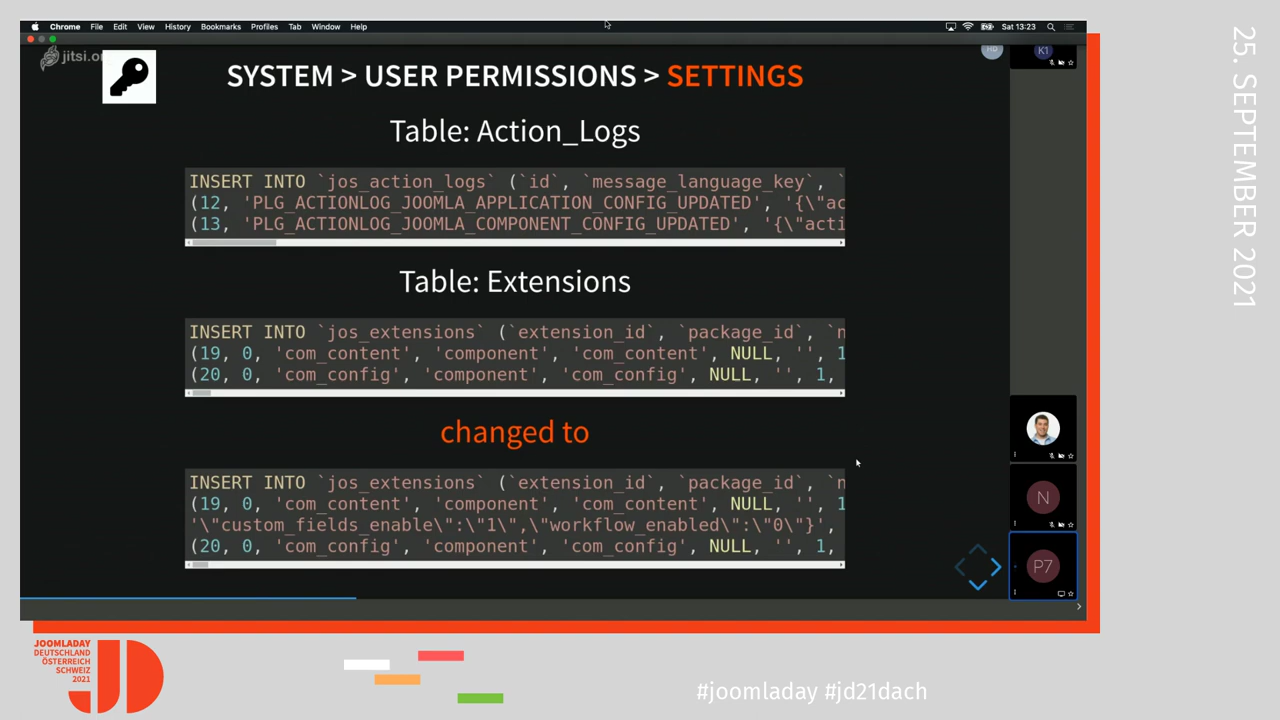 Chrome File Edit View History Bookmarks Profiles Tab Window Help
Sat 13:23
jitsi.or
HD
K1
SYSTEM > USER PERMISSIONS > SETTINGS
Table: Action_Logs
INSERT INTO `jos_action_logs` (`id`, `message_language_key`, `
(12, 'PLG_ACTIONLOG_JOOMLA_APPLICATION_CONFIG_UPDATED', '{\"ac
(13, 'PLG_ACTIONLOG_JOOMLA_COMPONENT_CONFIG_UPDATED', '{\"acti
Table: Extensions
INSERT INTO `jos_extensions` (`extension_id`, `package_id`, `n
(19, 0, 'com_content', 'component', 'com_content', NULL, '', 1
(20, 0, 'com_config', 'component', 'com_config', NULL, '', 1,
changed to
INSERT INTO `jos_extensions` (`extension_id`, `package_id`, `n
(19, 0, 'com_content', 'component', 'com_content', NULL, '', 1
'\"custom_fields_enable\":\"1\",\"workflow_enabled\":\"0\"}',
(20, 0, 'com_config', 'component', 'com_config', NULL, '', 1,
N
P7
25. SEPTEMBER 2021
JOOMLADAY
DEUTSCHLAND
ÖSTERREICH
SCHWEIZ
2021
JD
#joomladay #jd21dach